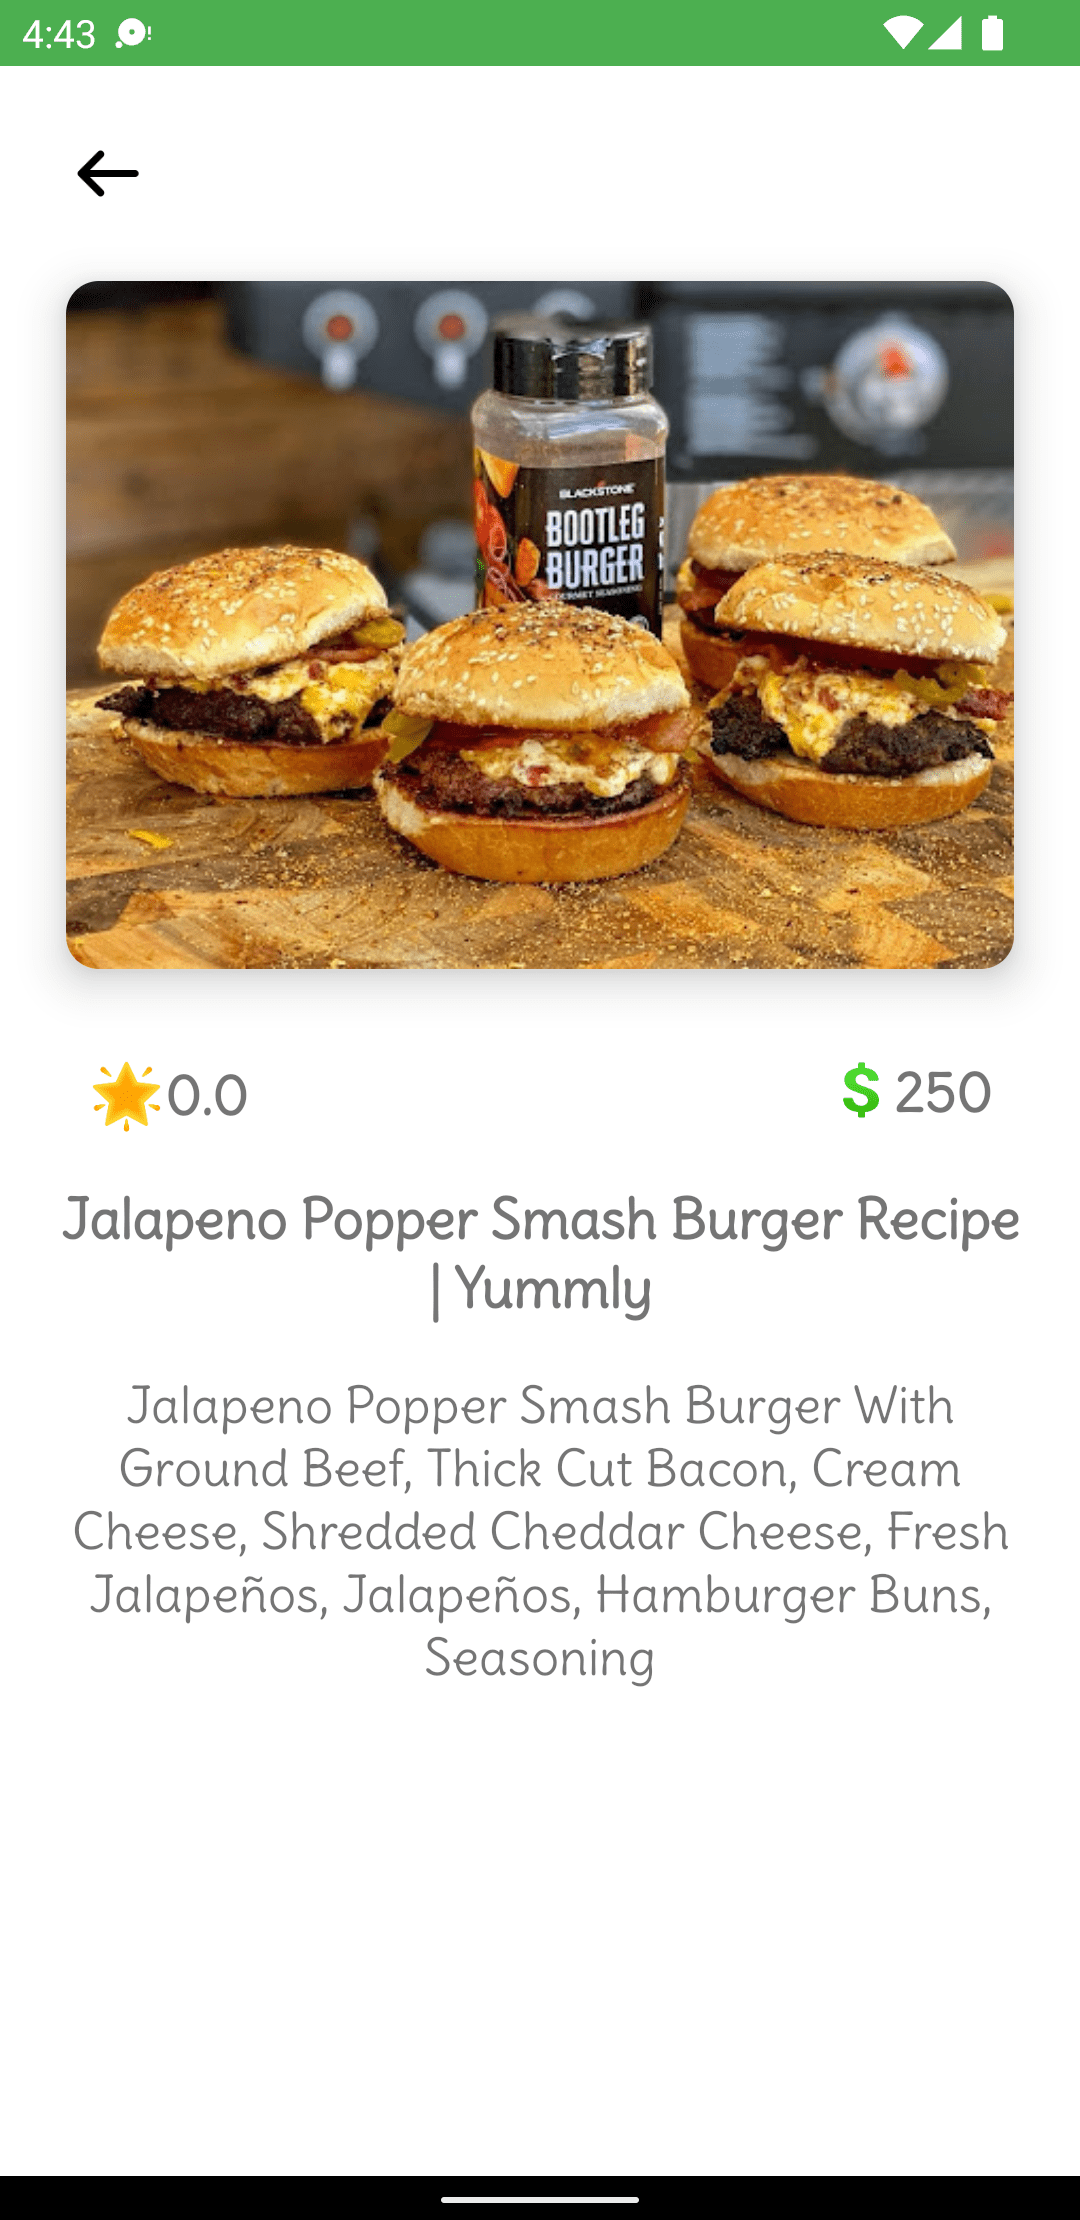 4:43
BLACKSTONE
BOOTLEG
BURGER
GOURMET SEASONING
0.0
$ 250
Jalapeno Popper Smash Burger Recipe
| Yummly
Jalapeno Popper Smash Burger With
Ground Beef, Thick Cut Bacon, Cream
Cheese, Shredded Cheddar Cheese, Fresh
Jalapeños, Jalapeños, Hamburger Buns,
Seasoning